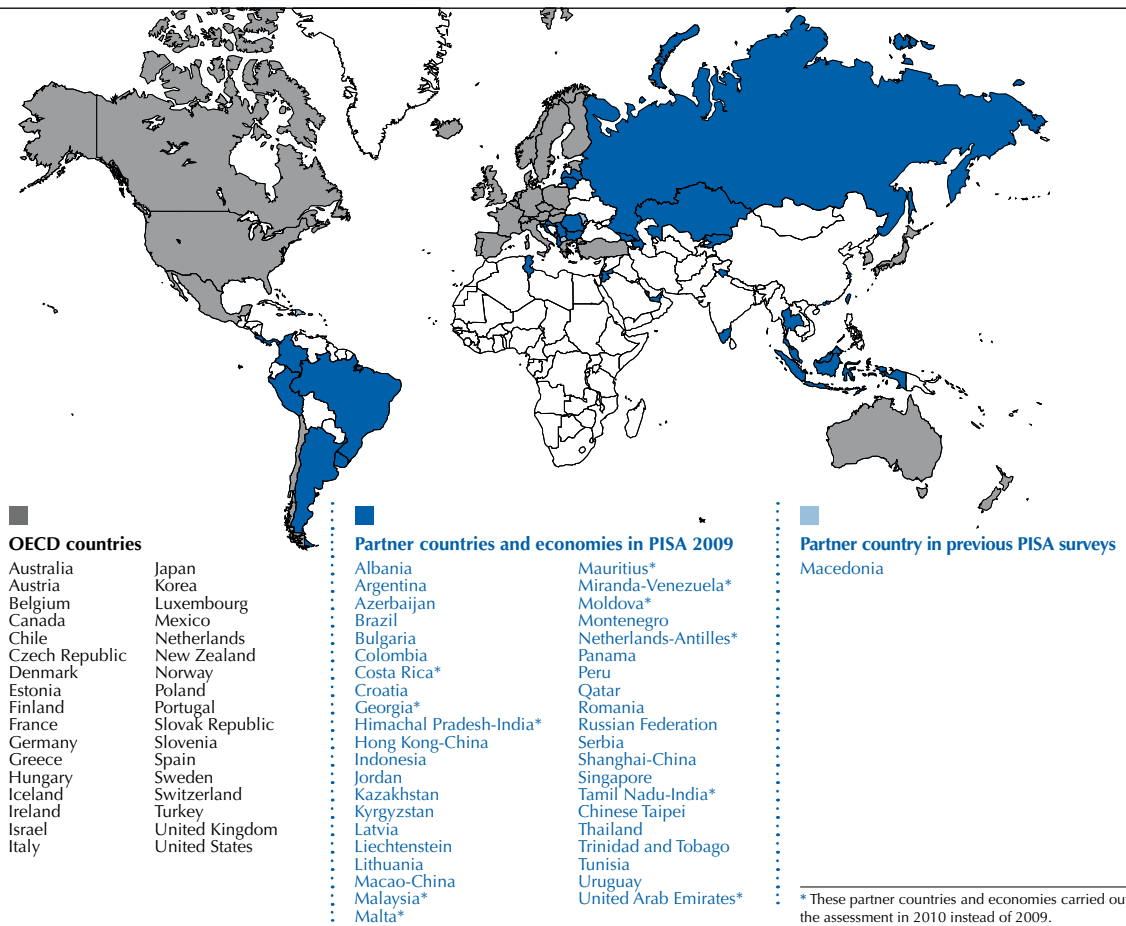 OECD countries
Australia
Austria
Belgium
Canada
Chile
Czech Republic
Denmark
Estonia
Finland
France
Germany
Greece
Hungary
Iceland
Ireland
Israel
Italy
Japan
Korea
Luxembourg
Mexico
Netherlands
New Zealand
Norway
Poland
Portugal
Slovak Republic
Slovenia
Spain
Sweden
Switzerland
Turkey
United Kingdom
United States
Partner countries and economies in PISA 2009
Albania
Argentina
Azerbaijan
Brazil
Bulgaria
Colombia
Costa Rica*
Croatia
Georgia*
Himachal Pradesh-India*
Hong Kong-China
Indonesia
Jordan
Kazakhstan
Kyrgyzstan
Latvia
Liechtenstein
Lithuania
Macao-China
Malaysia*
Malta*
Mauritius*
Miranda-Venezuela*
Moldova*
Montenegro
Netherlands-Antilles*
Panama
Peru
Qatar
Romania
Russian Federation
Serbia
Shanghai-China
Singapore
Tamil Nadu-India*
Chinese Taipei
Thailand
Trinidad and Tobago
Tunisia
Uruguay
United Arab Emirates*
Partner country in previous PISA surveys
Macedonia
* These partner countries and economies carried out
the assessment in 2010 instead of 2009.